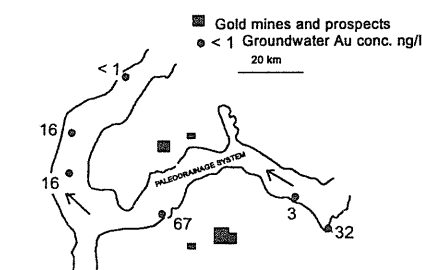 Gold mines and prospects
< 1 Groundwater Au conc. ng/l
20 km
< 1
16
16
PALEODRAINAGE SYSTEM
67
3
32